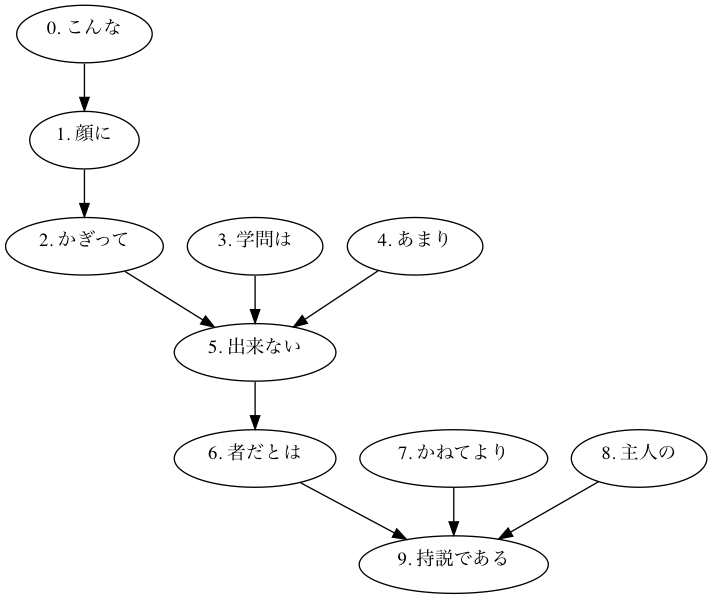 0. こんな
1. 顔に
2. かぎって
3. 学問は
4. あまり
5. 出来ない
6. 者だとは
7. かねてより
8. 主人の
9. 持説である